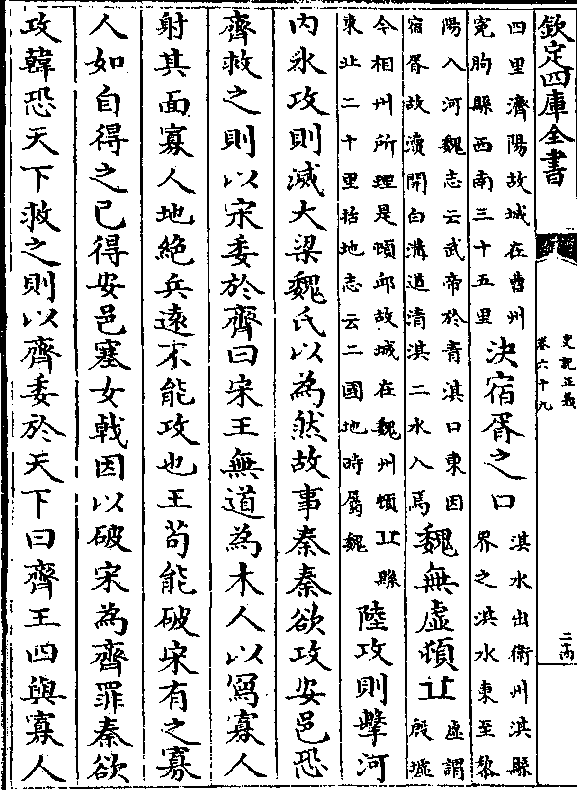 欽定四庫全書
史記正義
卷六十九
四里濟陽故城在曹州
寃朐縣西南三十五里
決宿胥之口
淇水出衛州淇縣
界之淇水東至黎
陽入河魏志云武帝於青淇口東因
宿胥故瀆開白溝道清淇二水入焉
魏無虛頓丘
虛謂
殷墟
今相州所理是頓邱故城在魏州頓丘縣
東北二十里括地志云二國地時屬魏
陸攻則擊河
內水攻則滅大梁魏氏以為然故事秦秦欲攻安邑恐
齊救之則以宋委於齊曰宋王無道為木人以寫寡人
射其面寡人地絶兵遠不能攻也王苟能破宋有之寡
人如自得之已得安邑塞女戟因以破宋為齊罪秦欲
攻韓恐天下救之則以齊委於天下曰齊王四與寡人